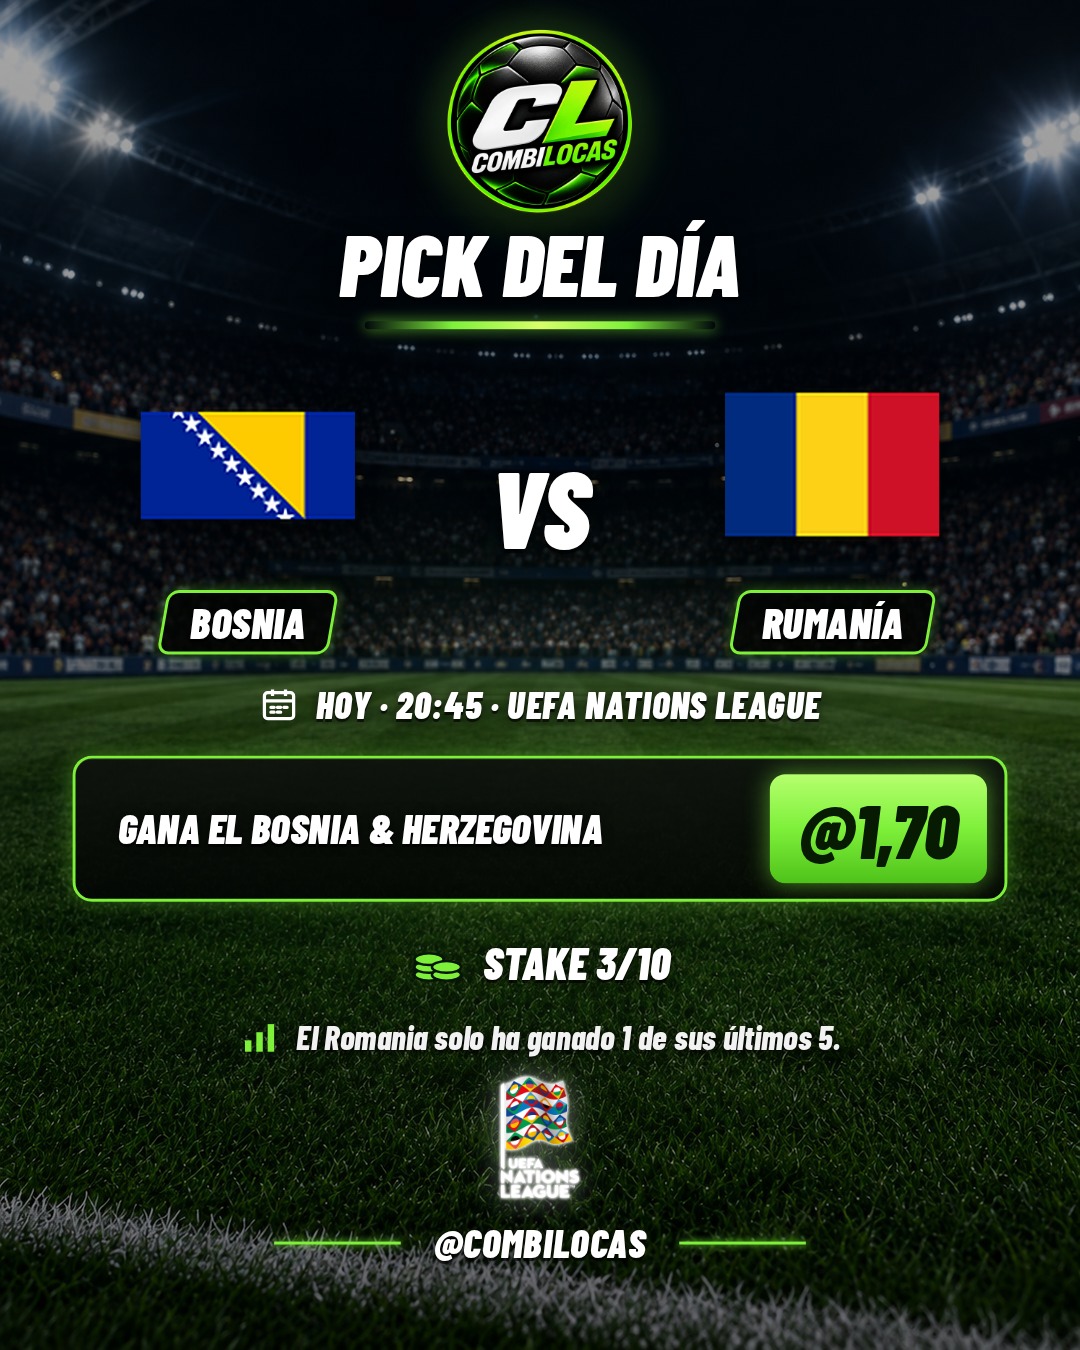 CL
COMBILOCAS
PICK DEL DÍA
VS
BOSNIA
RUMANÍA
HOY · 20:45 · UEFA NATIONS LEAGUE
GANA EL BOSNIA & HERZEGOVINA
@1,70
STAKE 3/10
El Romania solo ha ganado 1 de sus últimos 5.
UEFA
NATIONS
LEAGUE
@COMBILOCAS